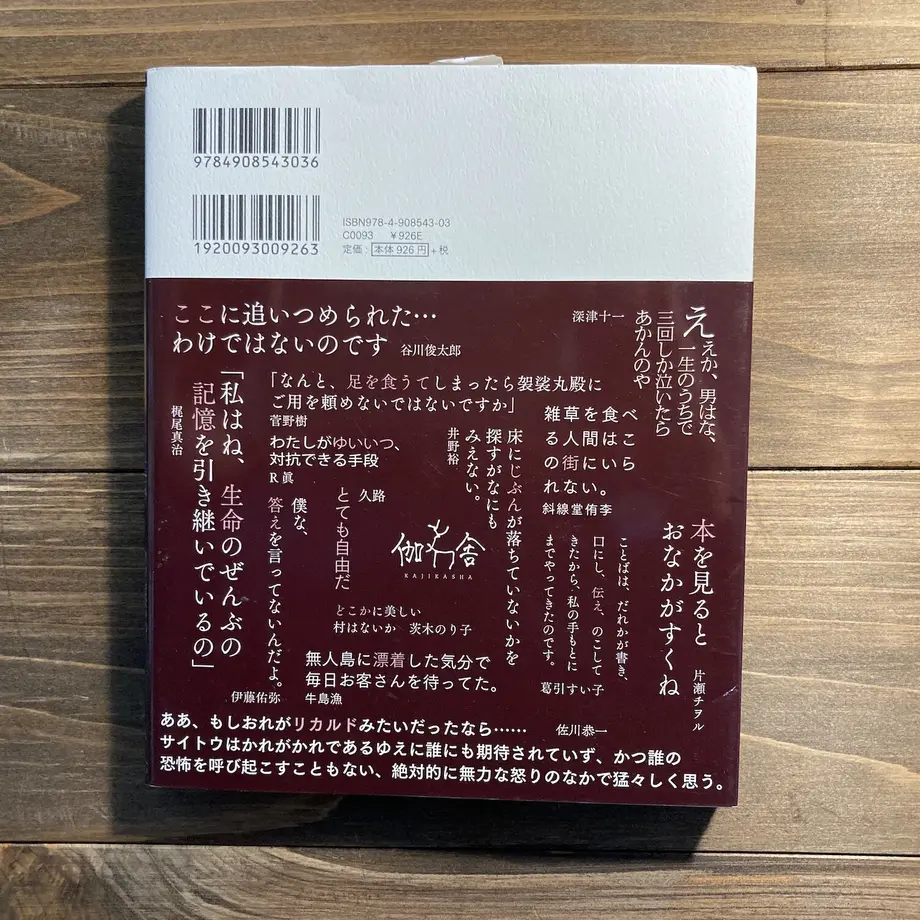 9784908543036
1920093009263
ISBN978-4-908543-03
C0093 ¥926E
定価：本体926円+税
ここに追いつめられた…
わけではないのです
谷川俊太郎
ええか、男はな、
一生のうちで
三回しか泣いたら
あかんのや
深津十一
「なんと、足を食うてしまったら袈裟丸殿に
ご用を頼めないではないですか」
菅野樹
雑草を食べ
る人間はこ
の街にいら
れない。
斜線堂侑李
「私はね、生命のぜんぶの
記憶を引き継いでいるの」
梶尾真治
わたしがゆいいつ、
対抗できる手段
R眞
床にじぶんが落ちていないかを
探すがなにも
みえない。
井野裕
本を見ると
おなかがすくね
片瀬チヲル
とても自由だ
久路
僕な、
答えを言ってないんだよ。
伊藤佑弥
伽鹿舎
KAJIKASHA
ことばは、だれかが書き、
口にし、伝え、のこして
きたから、私の手もとに
までやってきたのです。
葛引すい子
どこかに美しい
村はないか 茨木のり子
無人島に漂着した気分で
毎日お客さんを待ってた。
牛島漁
ああ、もしおれがリカルドみたいだったなら…… 佐川恭一
サイトウはかれがかれであるゆえに誰にも期待されていず、かつ誰の
恐怖を呼び起こすこともない、絶対的に無力な怒りのなかで猛々しく思う。